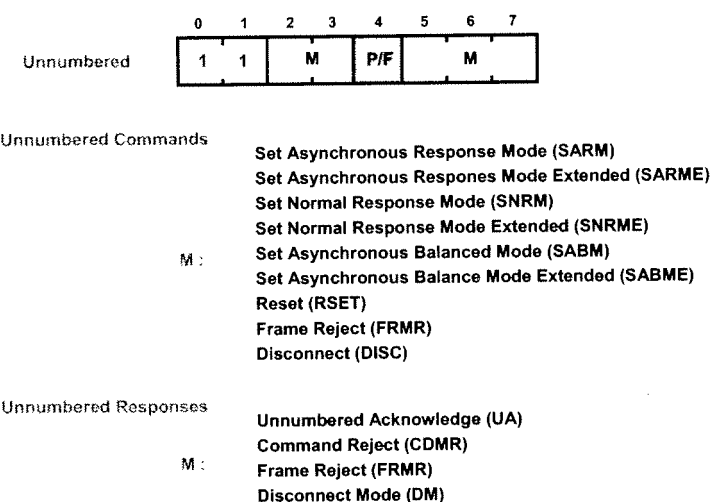 0 1 2 3 4 5 6 7
Unnumbered 1 1 M P/F M
Unnumbered Commands
Set Asynchronous Response Mode (SARM)
Set Asynchronous Respones Mode Extended (SARME)
Set Normal Response Mode (SNRM)
Set Normal Response Mode Extended (SNRME)
M : Set Asynchronous Balanced Mode (SABM)
Set Asynchronous Balance Mode Extended (SABME)
Reset (RSET)
Frame Reject (FRMR)
Disconnect (DISC)
Unnumbered Responses
Unnumbered Acknowledge (UA)
Command Reject (CDMR)
M : Frame Reject (FRMR)
Disconnect Mode (DM)